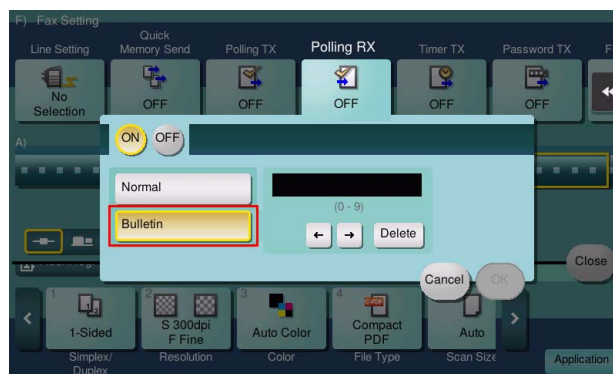 F) Fax Setting
Line Setting
Quick
Memory Send
Polling TX
Polling RX
Timer TX
Password TX
F
No
Selection
OFF
OFF
OFF
OFF
OFF
A)
ON
OFF
Normal
Bulletin
(0 - 9)
←
→
Delete
Cancel
OK
Close
1
1-Sided
2
S 300dpi
F Fine
3
Auto Color
4
Compact
PDF
Auto
Simplex/
Duplex
Resolution
Color
File Type
Scan Size
Application